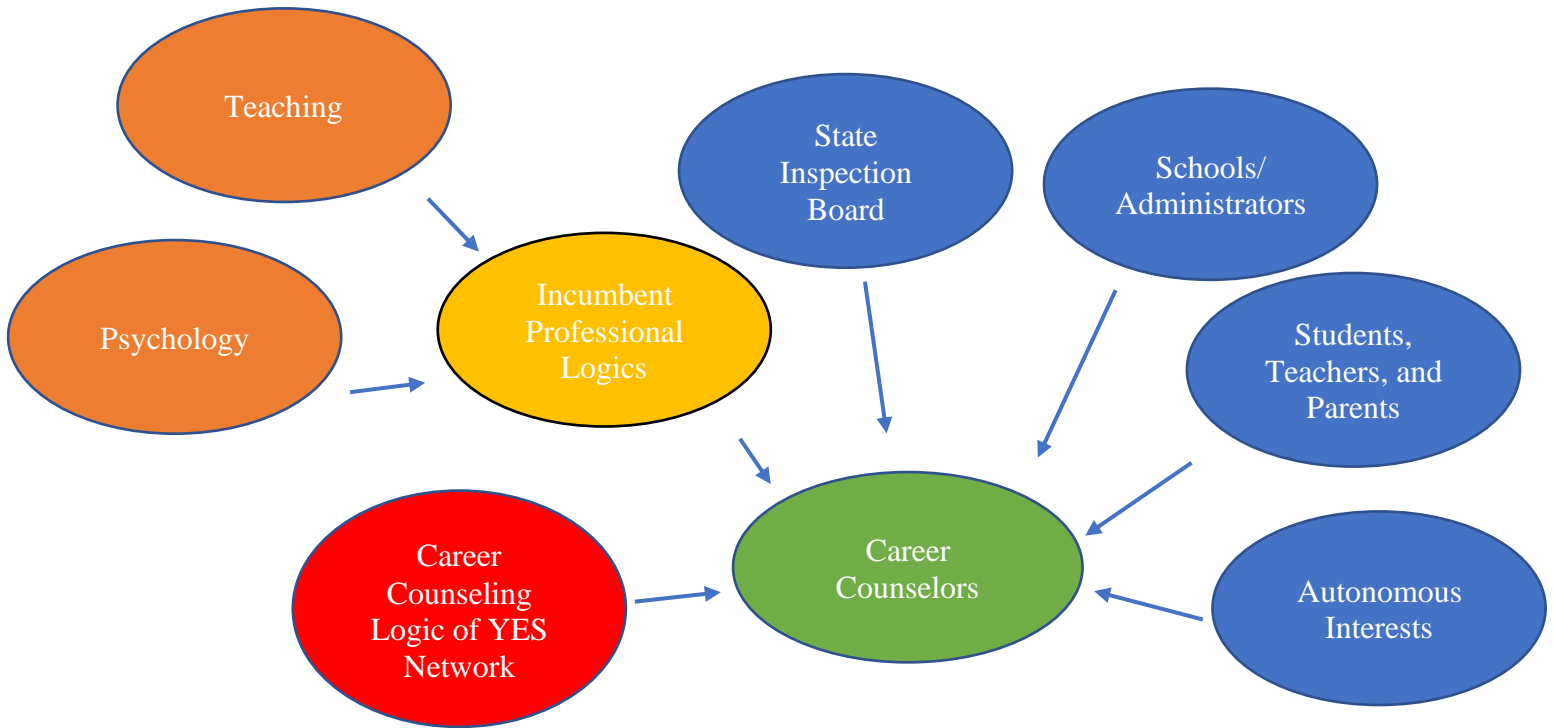 Teaching
Psychology
Incumbent
Professional
Logics
State
Inspection
Board
Schools/
Administrators
Students,
Teachers, and
Parents
Career
Counseling
Logic of YES
Network
Career
Counselors
Autonomous
Interests